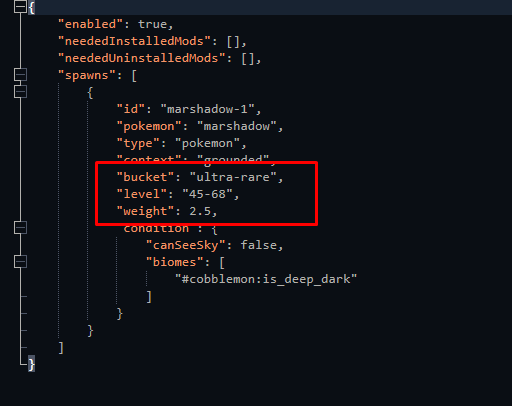 {
"enabled": true,
"neededInstalledMods": [],
"neededUninstalledMods": [],
"spawns": [
{
"id": "marshadow-1",
"pokemon": "marshadow",
"type": "pokemon",
"context": "grounded",
"bucket": "ultra-rare",
"level": "45-68",
"weight": 2.5,
"condition": {
"canSeeSky": false,
"biomes": [
"#cobblemon:is_deep_dark"
]
}
}
]
}